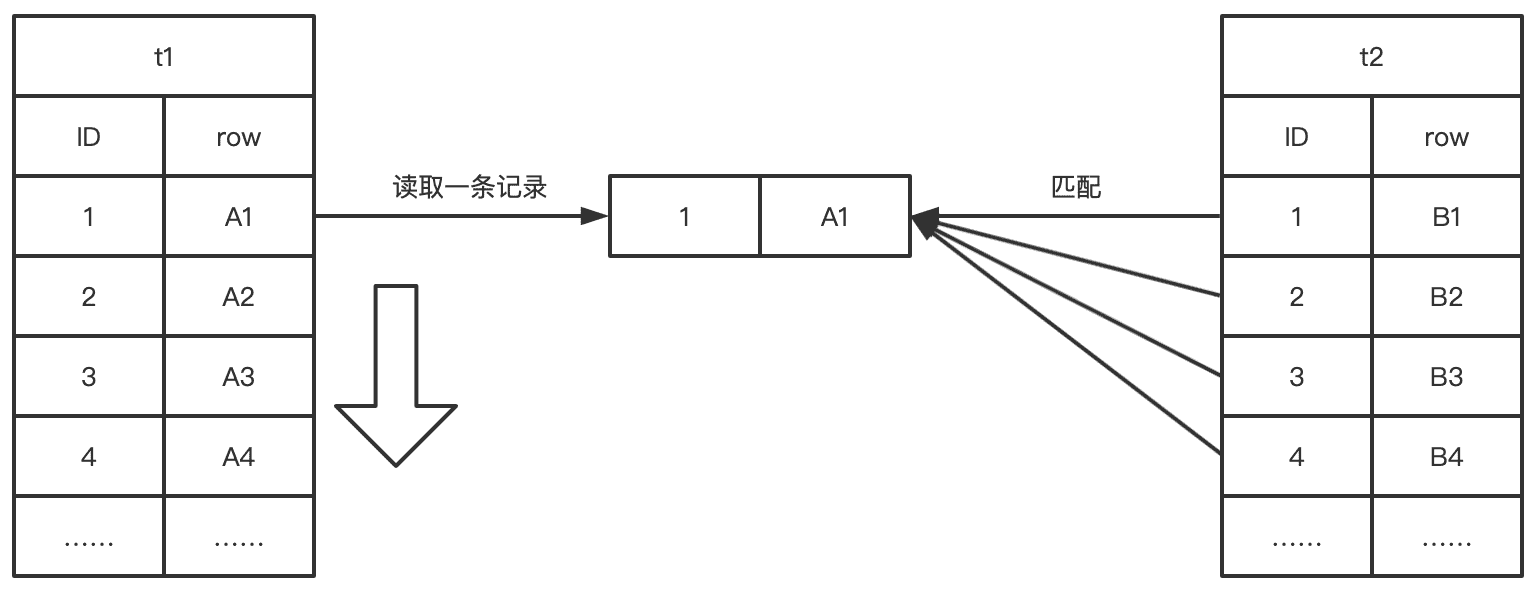 t1
ID row
1 A1
2 A2
3 A3
4 A4
…… ……
读取一条记录
1 A1
匹配
t2
ID row
1 B1
2 B2
3 B3
4 B4
…… ……